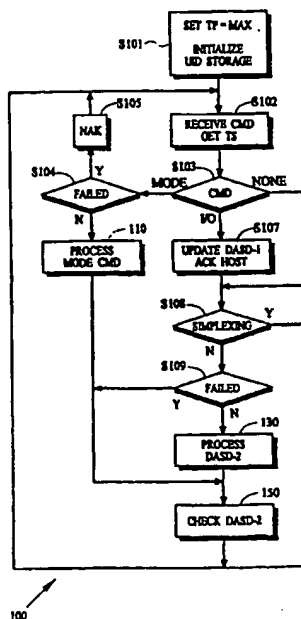 S101
SET TP=MAX
INITIALIZE
UID STORAGE
S105
NAK
S102
RECEIVE CMD
GET TS
S104
Y
FAILED
N
MODE
S103
CMD
NONE
I/O
110
PROCESS
MODE CMD
S107
UPDATE DASD-1
ACK HOST
S108
SIMPLEXING
Y
N
S109
FAILED
Y
N
130
PROCESS
DASD-2
150
CHECK DASD-2
100